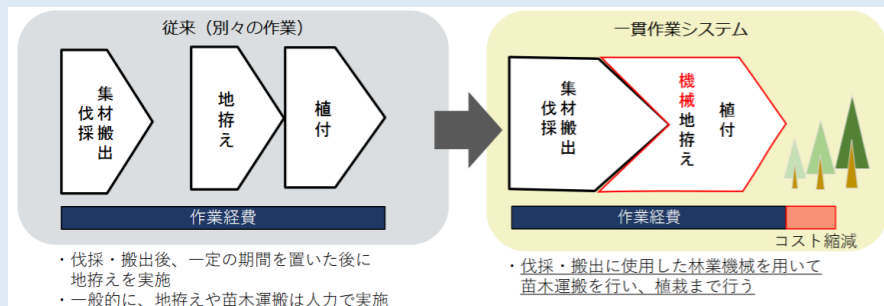 従来（別々の作業）
伐採
集材搬出
地拵え
植付
作業経費
・伐採・搬出後、一定の期間を置いた後に
地拵えを実施
・一般的に、地拵えや苗木運搬は人力で実施
一貫作業システム
伐採
集材搬出
機械地拵え
植付
作業経費
コスト縮減
・伐採・搬出に使用した林業機械を用いて
苗木運搬を行い、植栽まで行う